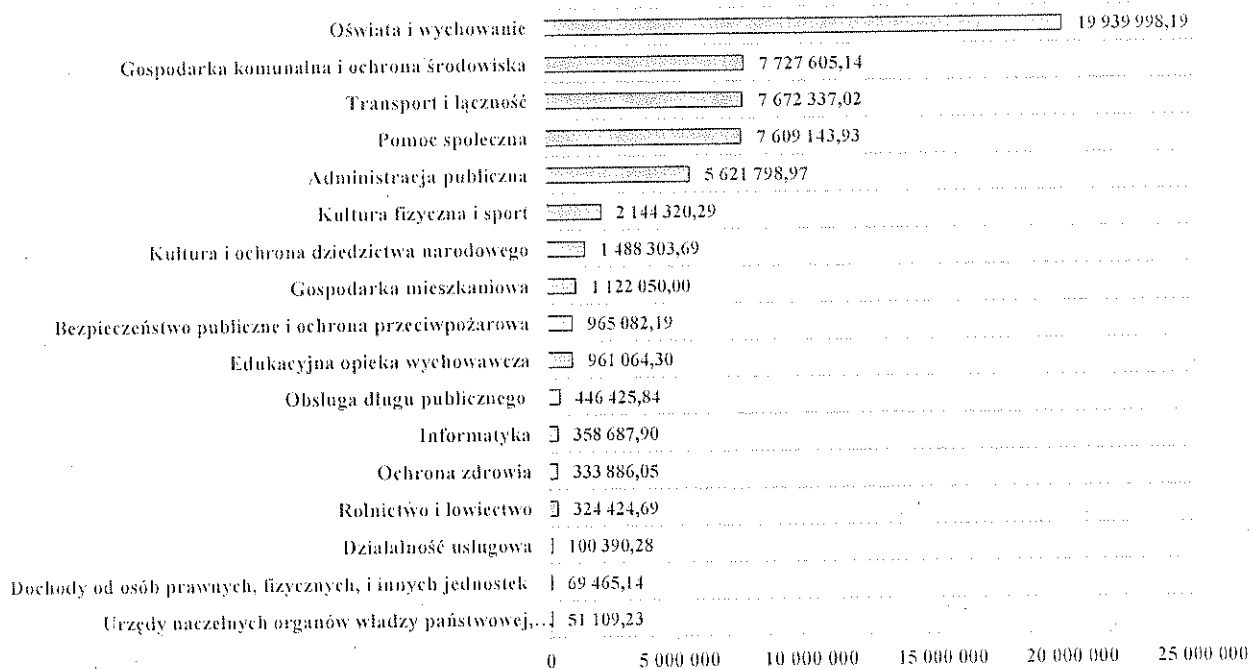 Oświata i wychowanie 19 939 998,19
Gospodarka komunalna i ochrona środowiska 7 727 605,14
Transport i łączność 7 672 337,02
Pomoc społeczna 7 609 143,93
Administracja publiczna 5 621 798,97
Kultura fizyczna i sport 2 144 320,29
Kultura i ochrona dziedzictwa narodowego 1 488 303,69
Gospodarka mieszkaniowa 1 122 050,00
Bezpieczeństwo publiczne i ochrona przeciwpożarowa 965 082,19
Edukacyjna opieka wychowawcza 961 064,30
Obsługa długu publicznego 446 425,84
Informatyka 358 687,90
Ochrona zdrowia 333 886,05
Rolnictwo i łowiectwo 324 424,69
Działalność usługowa 100 390,28
Dochody od osób prawnych, fizycznych, i innych jednostek 69 465,14
Urzędy naczelnych organów władzy państwowej,... 51 109,23
0 5 000 000 10 000 000 15 000 000 20 000 000 25 000 000